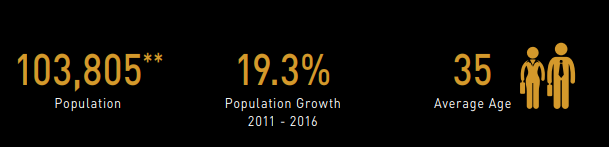 103,805**
Population
19.3%
Population Growth
2011 - 2016
35
Average Age